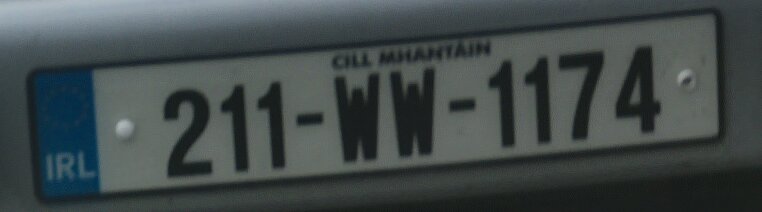 CILL MHANTÁIN
IRL 211-WW-1174